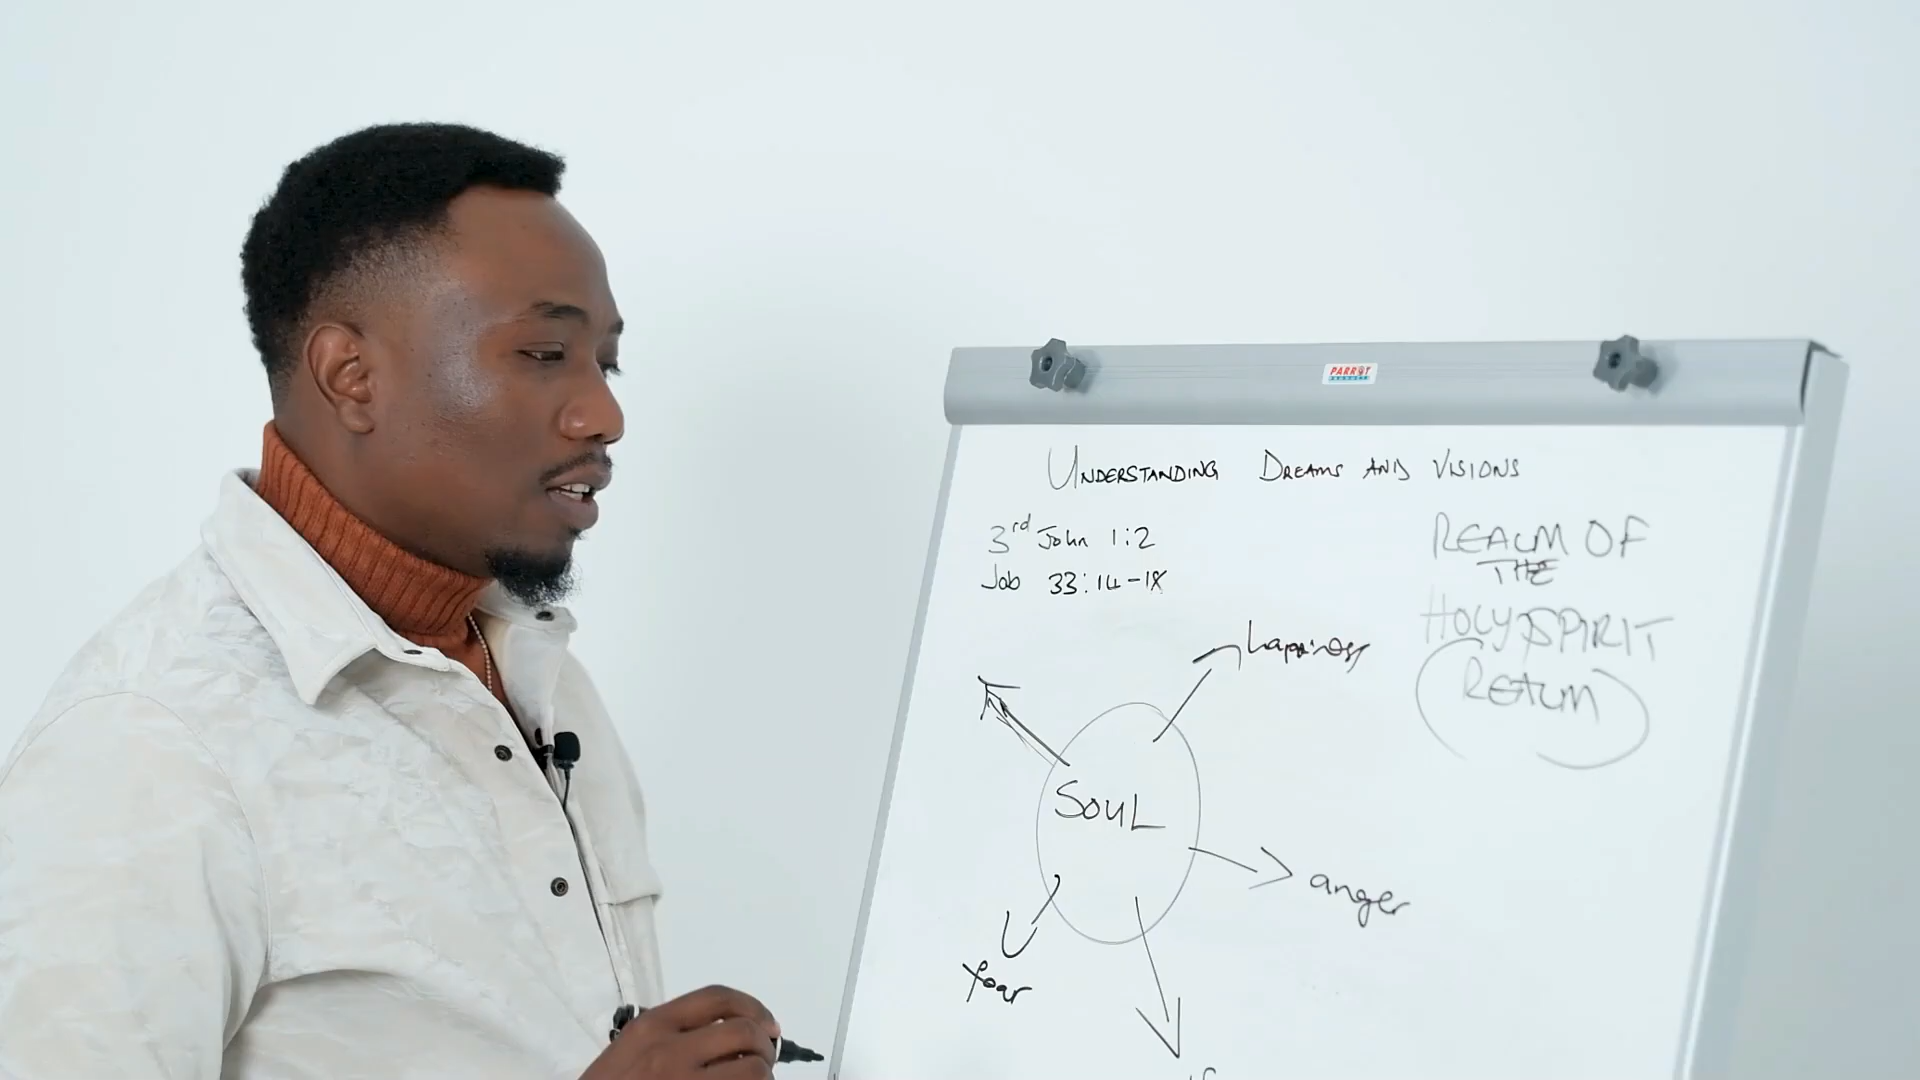 PARROT
PRODUCTS
UNDERSTANDING DREAMS AND VISIONS
3rd John 1:2
Job 33:14-18
REALM OF
THE
HOLY SPIRIT
REALM
happiness
SOUL
anger
fear